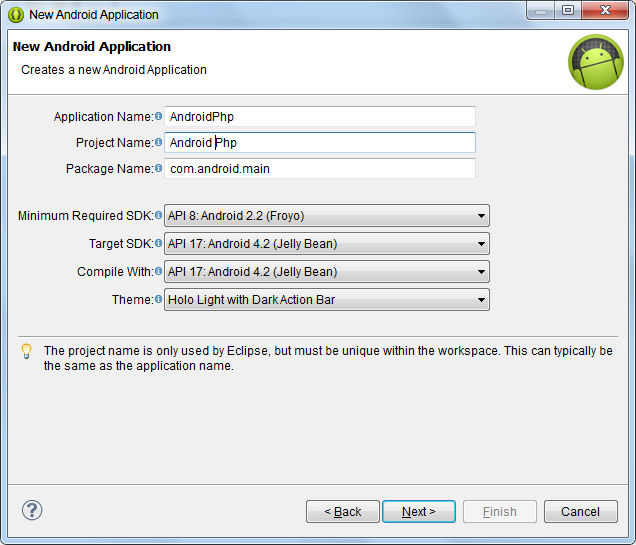 New Android Application
New Android Application
Creates a new Android Application
Application Name: AndroidPhp
Project Name: Android Php
Package Name: com.android.main
Minimum Required SDK: API 8: Android 2.2 (Froyo)
Target SDK: API 17: Android 4.2 (Jelly Bean)
Compile With: API 17: Android 4.2 (Jelly Bean)
Theme: Holo Light with Dark Action Bar
The project name is only used by Eclipse, but must be unique within the workspace. This can typically be
the same as the application name.
? < Back Next > Finish Cancel